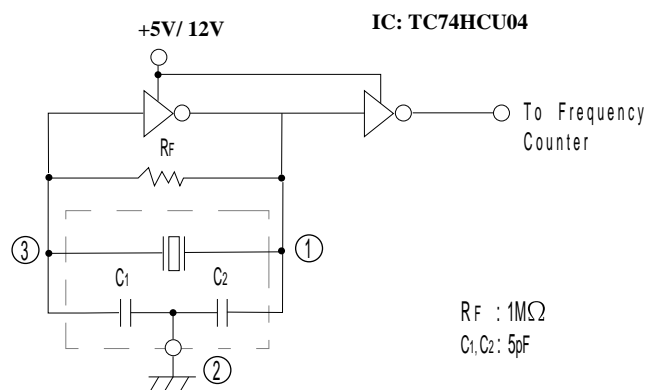 +5V/ 12V
IC: TC74HCU04
To Frequency
Counter
RF
③
①
C1
C2
②
RF : 1MΩ
C1,C2: 5pF